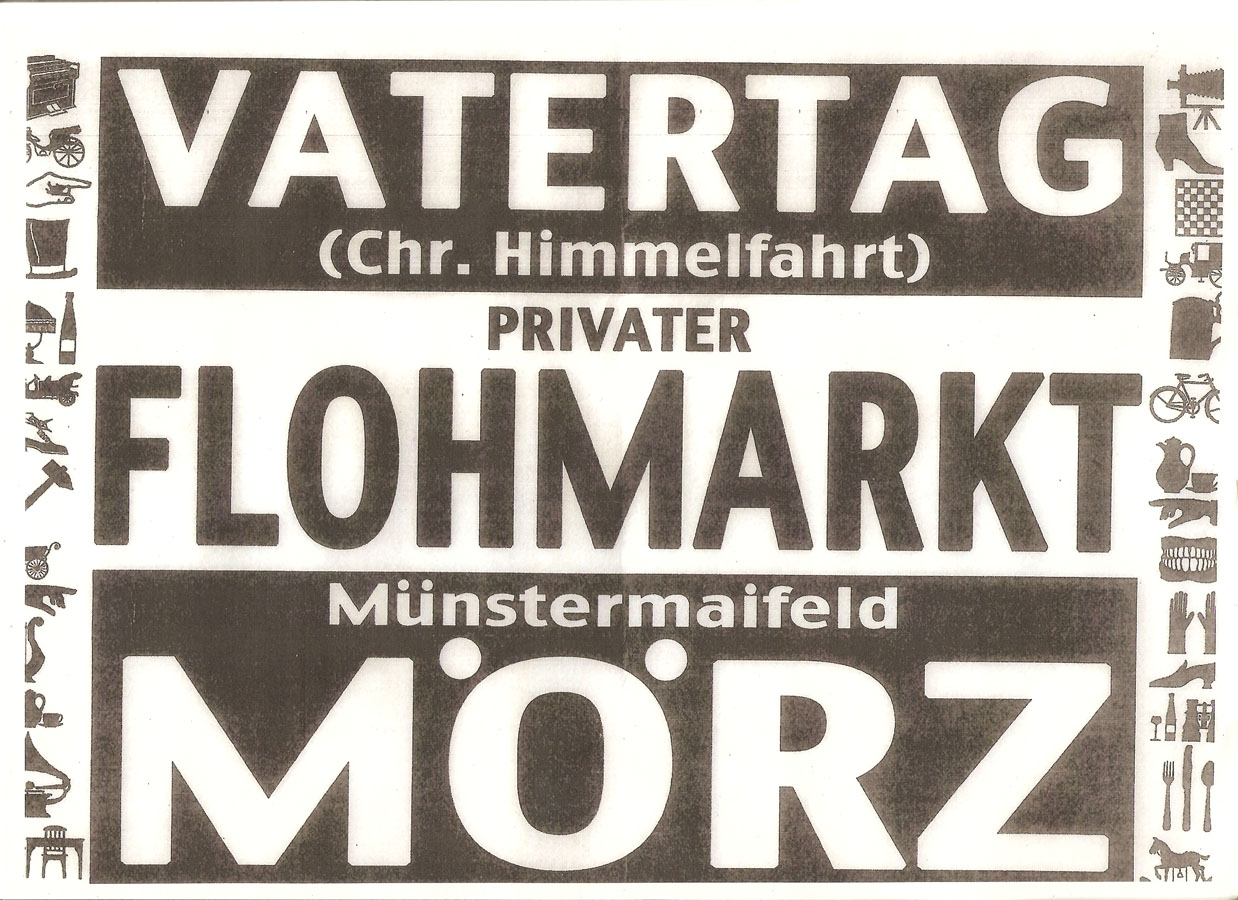 VATERTAG
(Chr. Himmelfahrt)
PRIVATER
FLOHMARKT
Münstermaifeld
MÖRZ